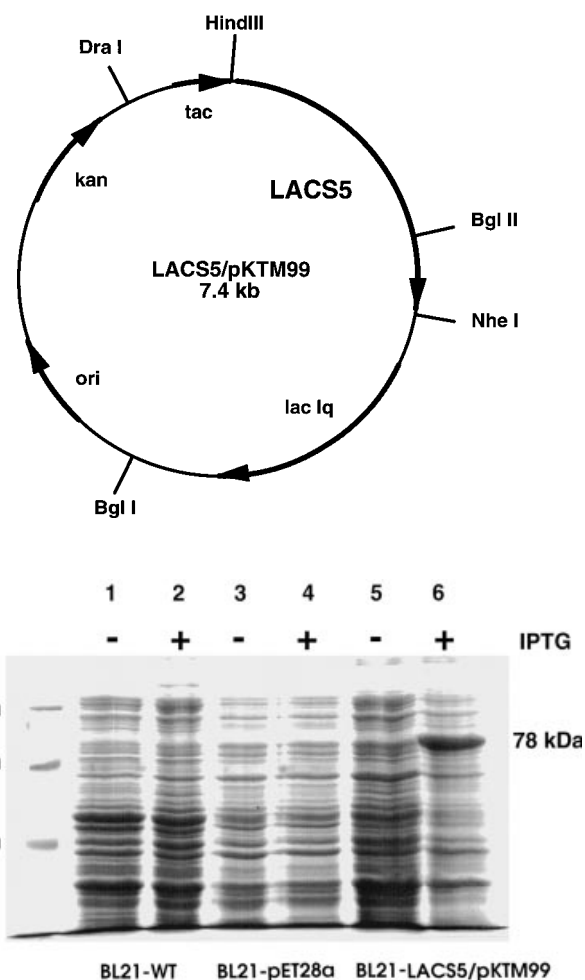 HindIII
Dra I
tac
kan
LACS5
Bgl II
LACS5/pKTM99
7.4 kb
Nhe I
ori
lac Iq
Bgl I
1 2 3 4 5 6
- + - + - + IPTG
78 kDa
BL21-WT BL21-pET28a BL21-LACS5/pKTM99